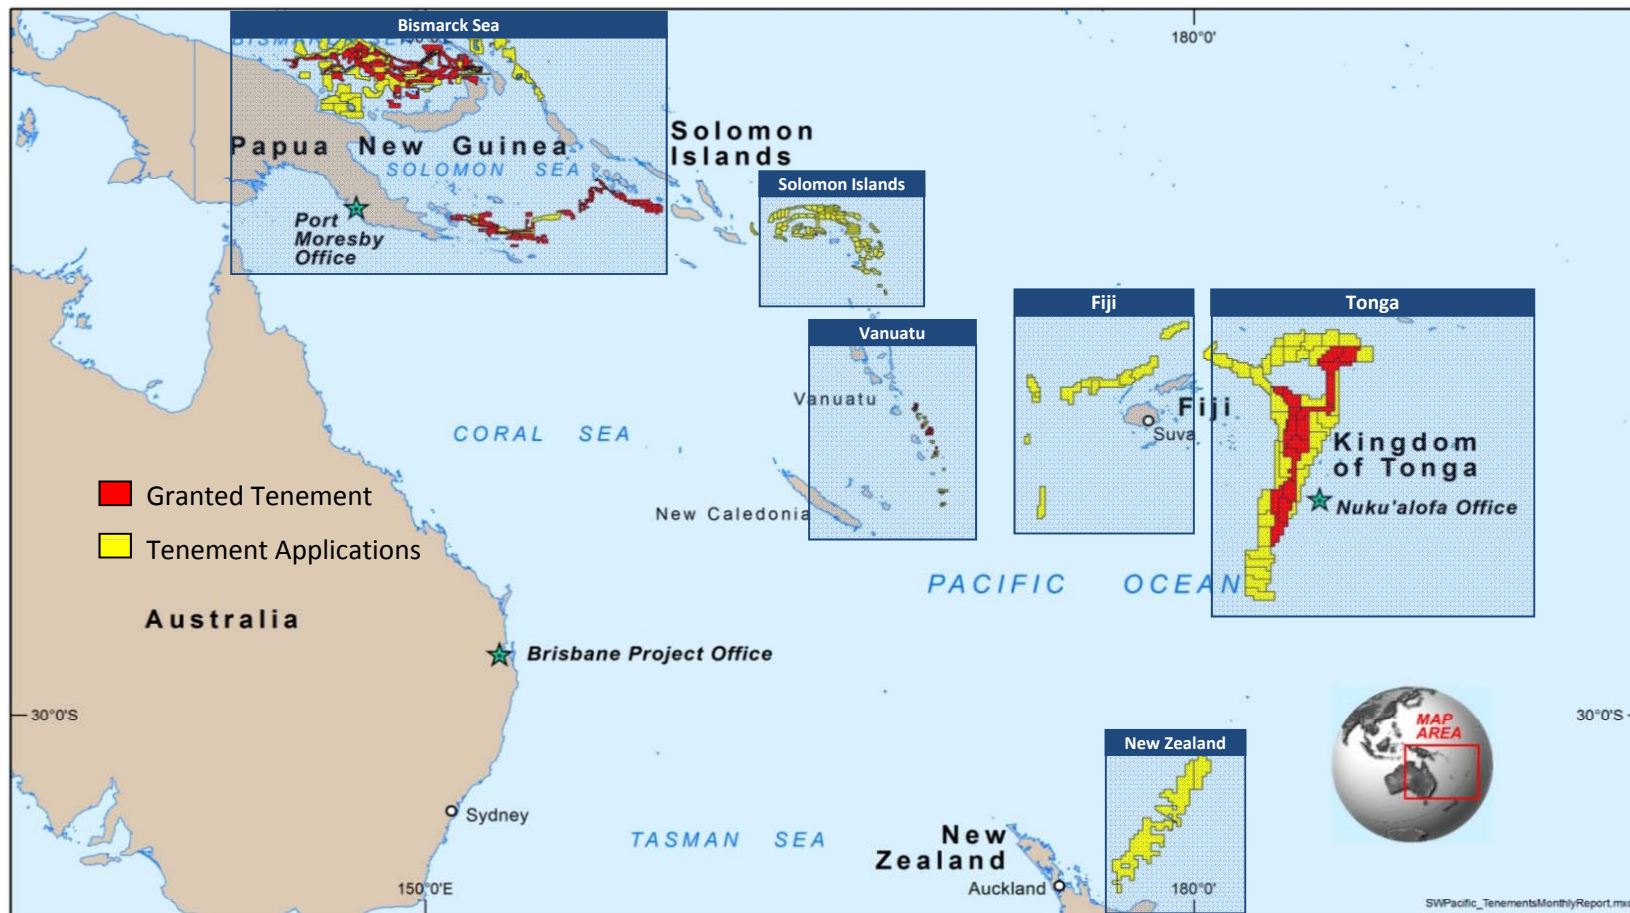 Bismarck Sea
180°0'
Papua New Guinea
SOLOMON SEA
Solomon
Islands
Solomon Islands
Port
Moresby
Office
Fiji
Tonga
Vanuatu
Vanuatu
Fiji
Suva
CORAL SEA
Kingdom
of Tonga
Granted Tenement
New Caledonia
Nuku'alofa Office
Tenement Applications
PACIFIC OCEAN
Australia
Brisbane Project Office
30°0'S
30°0'S
MAP
AREA
New Zealand
Sydney
TASMAN SEA
New
Zealand
150°0'E
Auckland
180°0'
SWPacific_TenementsMonthlyReport.mxd